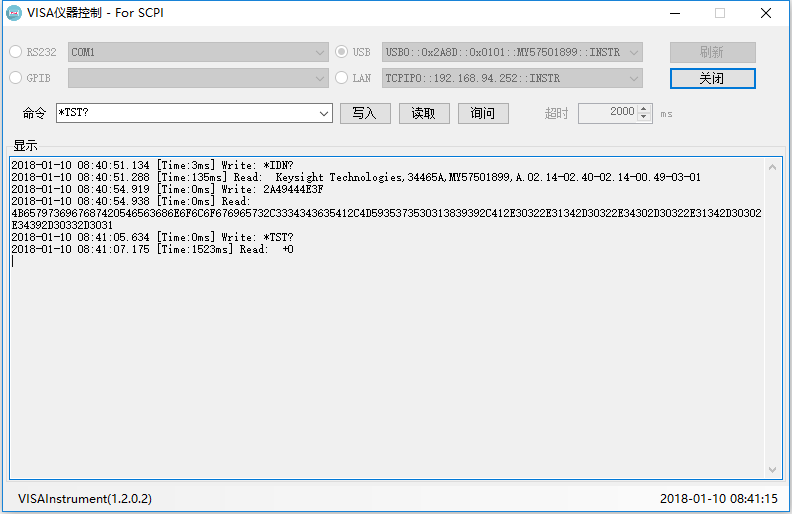 VISA仪器控制 - For SCPI
RS232 COM1 USB USB0::0x2A8D::0x0101::MY57501899::INSTR 刷新
GPIB LAN TCPIP0::192.168.94.252::INSTR 关闭
命令 *TST? 写入 读取 询问 超时 2000 ms
显示
2018-01-10 08:40:51.134 [Time:3ms] Write: *IDN?
2018-01-10 08:40:51.288 [Time:135ms] Read:  Keysight Technologies,34465A,MY57501899,A.02.14-02.40-02.14-00.49-03-01
2018-01-10 08:40:54.919 [Time:0ms] Write: 2A49444E3F
2018-01-10 08:40:54.938 [Time:0ms] Read:
4B6579736967687420546563686E6F6C6F676965732C3334343635412C4D5935373530313839392C412E30322E31342D30322E34302D30322E31342D30302
E34392D30332D3031
2018-01-10 08:41:05.634 [Time:0ms] Write: *TST?
2018-01-10 08:41:07.175 [Time:1523ms] Read:  +0
VISAInstrument(1.2.0.2) 2018-01-10 08:41:15